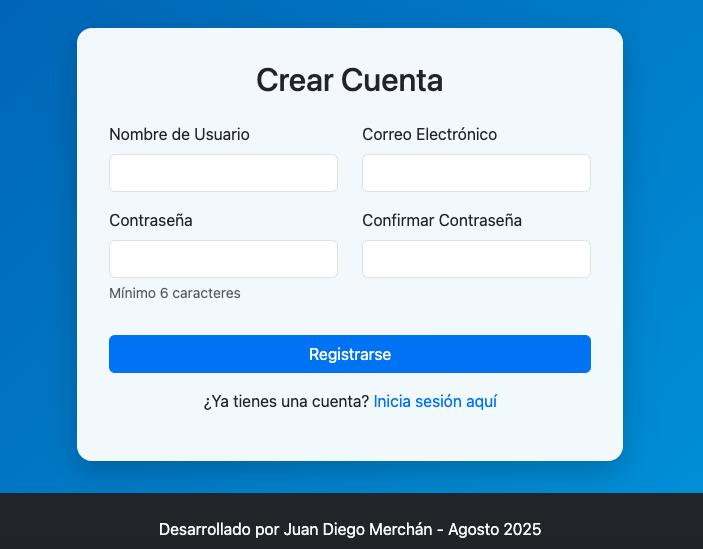 Crear Cuenta
Nombre de Usuario
Correo Electrónico
Contraseña
Confirmar Contraseña
Mínimo 6 caracteres
Registrarse
¿Ya tienes una cuenta? Inicia sesión aquí
Desarrollado por Juan Diego Merchán - Agosto 2025